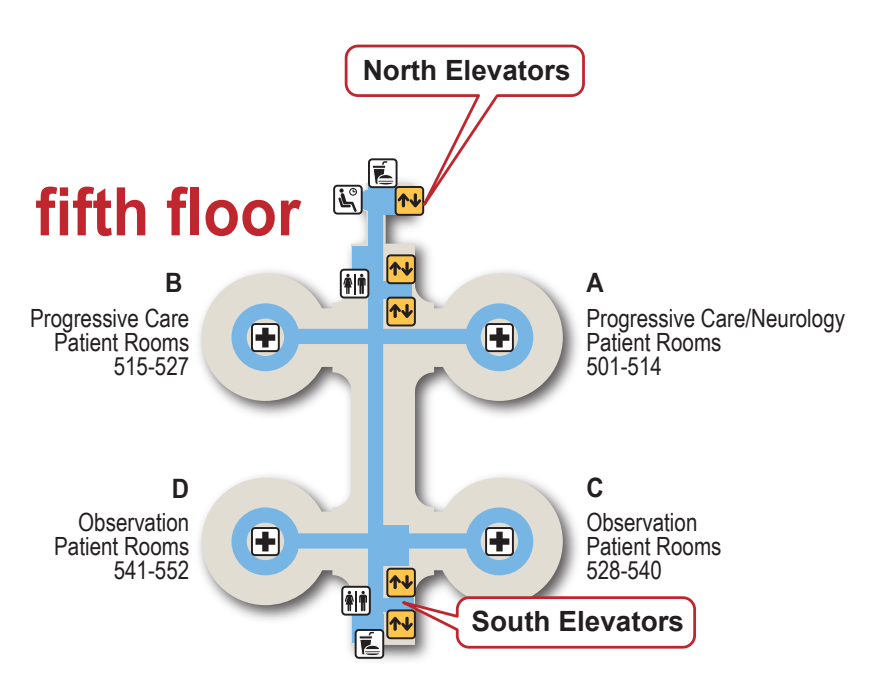 North Elevators
fifth floor
B
Progressive Care
Patient Rooms
515-527
A
Progressive Care/Neurology
Patient Rooms
501-514
D
Observation
Patient Rooms
541-552
C
Observation
Patient Rooms
528-540
South Elevators